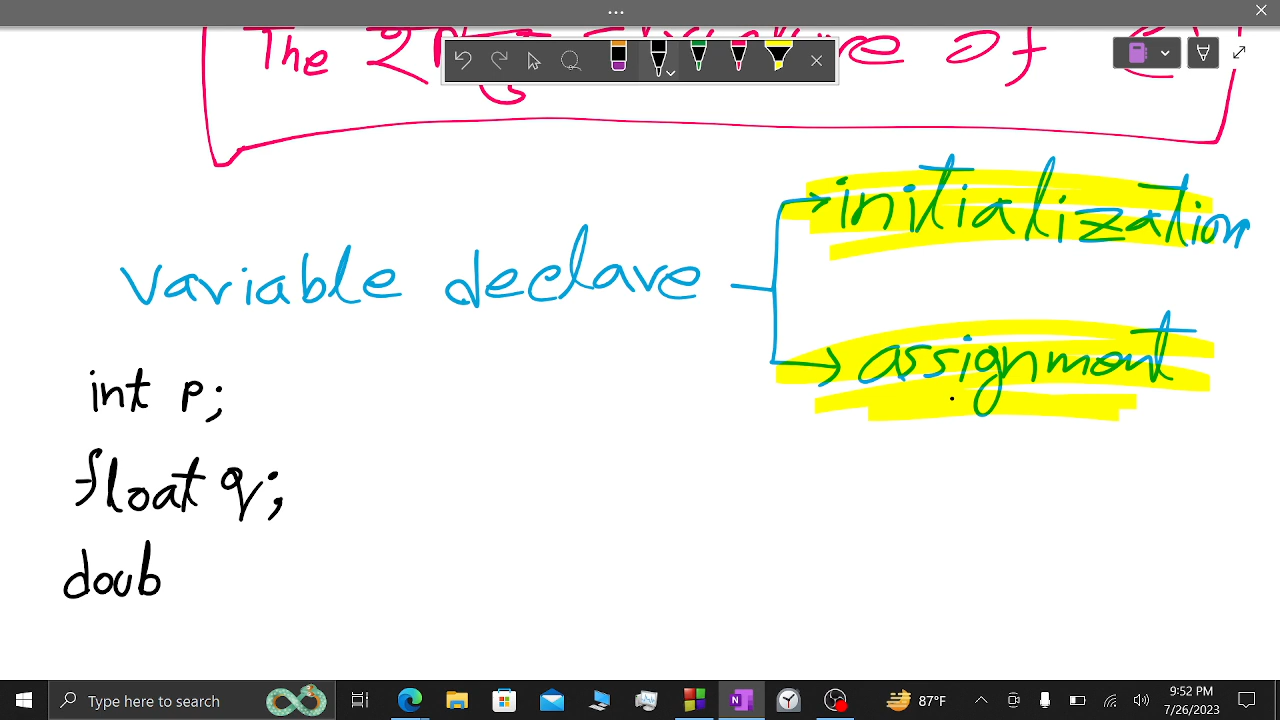 The of
initialization
variable declare
assignment
int p;
float q;
doub
Type here to search
87°F
9:52 PM
7/26/2023